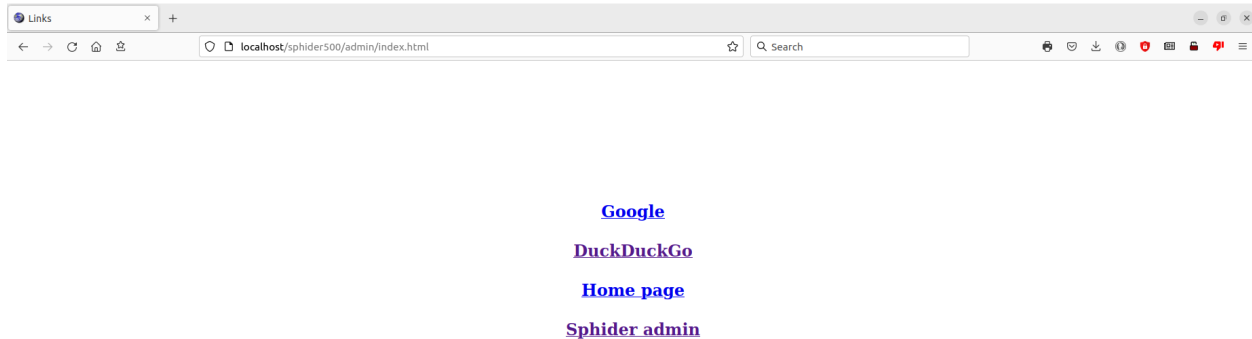 Links
localhost/sphider500/admin/index.html
Search
Google
DuckDuckGo
Home page
Sphider admin